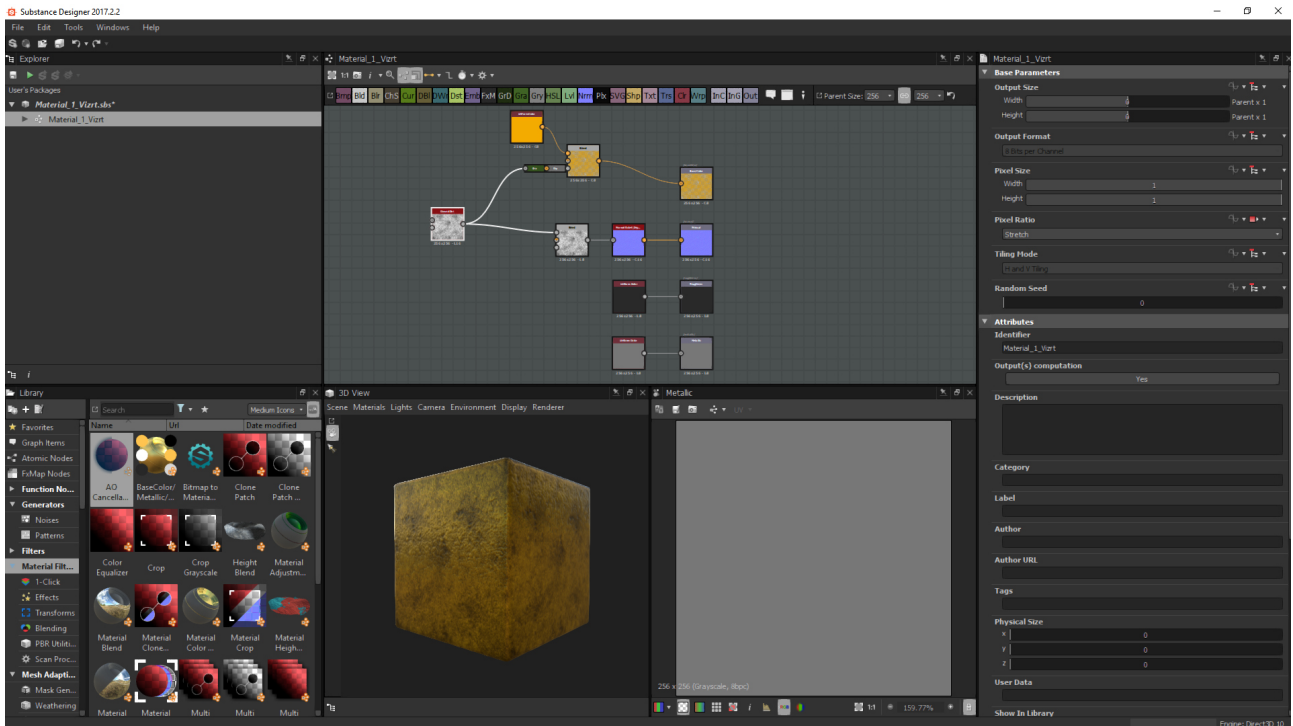 Substance Designer 2017.2.2
File Edit Tools Windows Help
Explorer
User's Packages
Material_1_Vizrt.sbs*
Material_1_Vizrt
Material_1_Vizrt
1:1
Bmp Bld Blr ChS Cur DBl DWr Dst Emb FxM GrD Gra Gry HSL Lvl Nrm Plx SVG Shp Txt Trs Clr Wrp InC InG Out Parent Size: 256 256
Library
Search Medium Icons
Name Url Date modified
Favorites
Graph Items
Atomic Nodes
FxMap Nodes
Function No...
Generators
Noises
Patterns
Filters
Material Filt...
1-Click
Effects
Transforms
Blending
PBR Utiliti...
Scan Proc...
Mesh Adapti...
Mask Gen...
Weathering
AO Cancella...
BaseColor/ Metallic/...
Bitmap to Materia...
Clone Patch
Clone Patch ...
Color Equalizer
Crop
Crop Grayscale
Height Blend
Material Adjustm...
Material Blend
Material Clone...
Material Color ...
Material Crop
Material Heigh...
Material
Material
Multi
Multi
Multi
3D View
Scene Materials Lights Camera Environment Display Renderer
Metalic
256 x 256 (Grayscale, 8bpc)
1:1 159.77%
Material_1_Vizrt
Base Parameters
Output Size
Width 0 Parent x 1
Height 0 Parent x 1
Output Format
8 Bits per Channel
Pixel Size
Width 1
Height 1
Pixel Ratio
Stretch
Tiling Mode
H and V Tiling
Random Seed
0
Attributes
Identifier
Material_1_Vizrt
Output(s) computation
Yes
Description
Category
Label
Author
Author URL
Tags
Physical Size
x 0
y 0
z 0
User Data
Show In Library
Engine: Direct3D 10